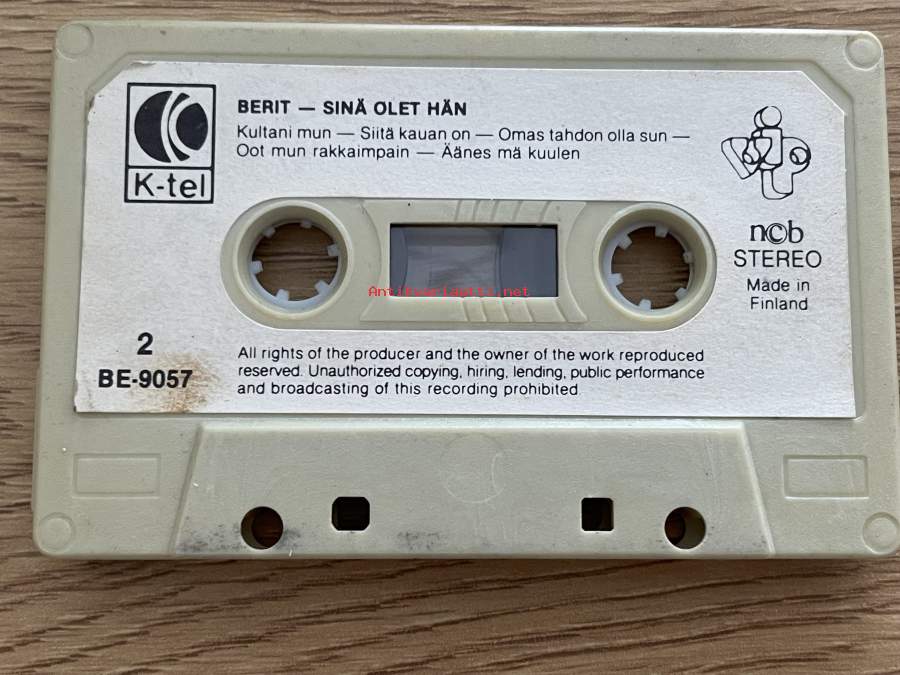 K-tel
BERIT — SINÄ OLET HÄN
Kultani mun — Siitä kauan on — Omas tahdon olla sun —
Oot mun rakkaimpain — Äänes mä kuulen
ncb
STEREO
Made in
Finland
Antikvariaatti.net
2
BE-9057
All rights of the producer and the owner of the work reproduced
reserved. Unauthorized copying, hiring, lending, public performance
and broadcasting of this recording prohibited